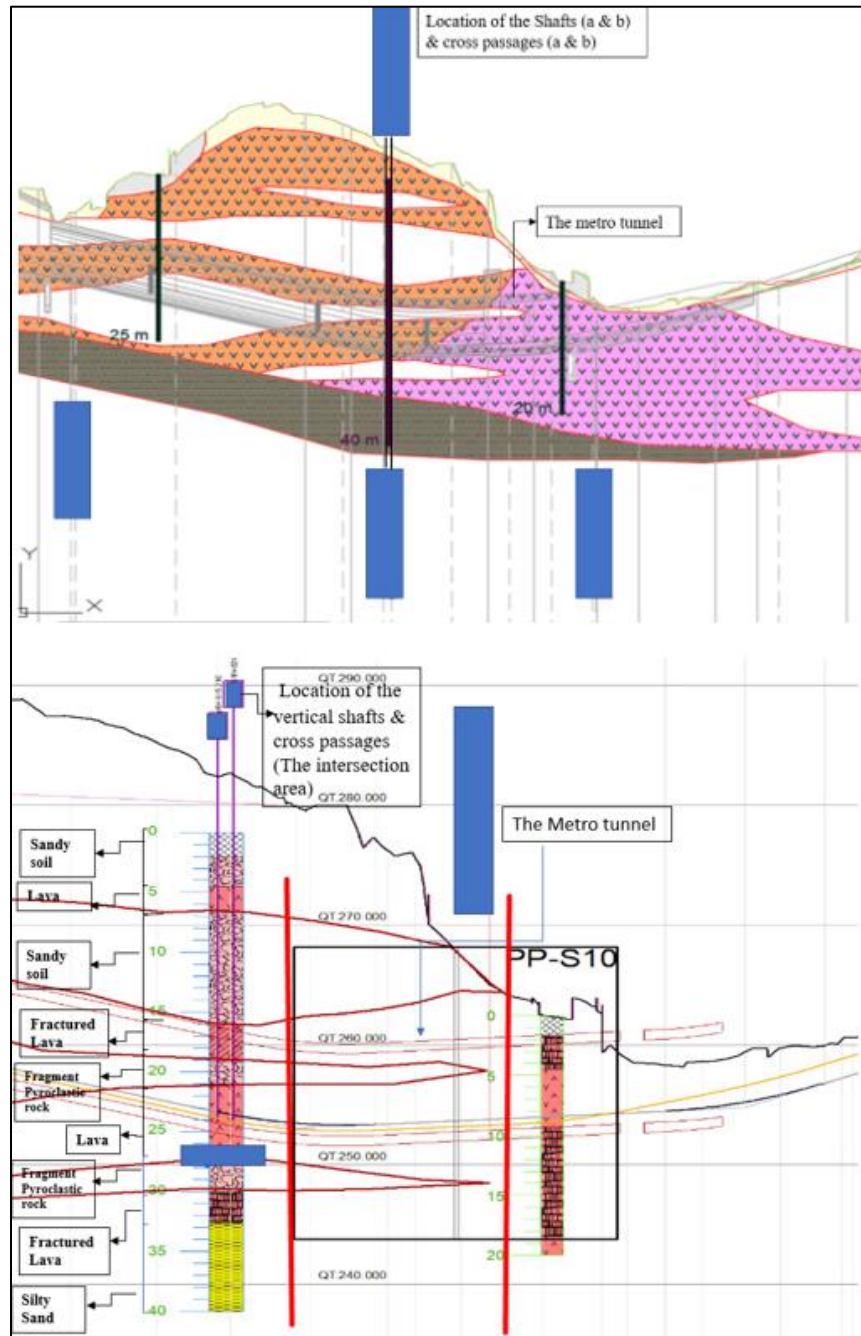 Location of the Shafts (a & b)
& cross passages (a & b)
The metro tunnel
25 m
20 m
40 m
Y
X
QT.290.000
Location of the
vertical shafts &
cross passages
(The intersection
area)
QT.280.000
The Metro tunnel
0
Sandy
soil
5
Lava
QT.270.000
10
Sandy
soil
PP-S10
0
15
Fractured
Lava
QT.260.000
20
Fragment
Pyroclastic
rock
5
25
Lava
10
QT.250.000
Fragment
Pyroclastic
rock
30
15
Fractured
Lava
35
20
QT.240.000
Silty
Sand
40